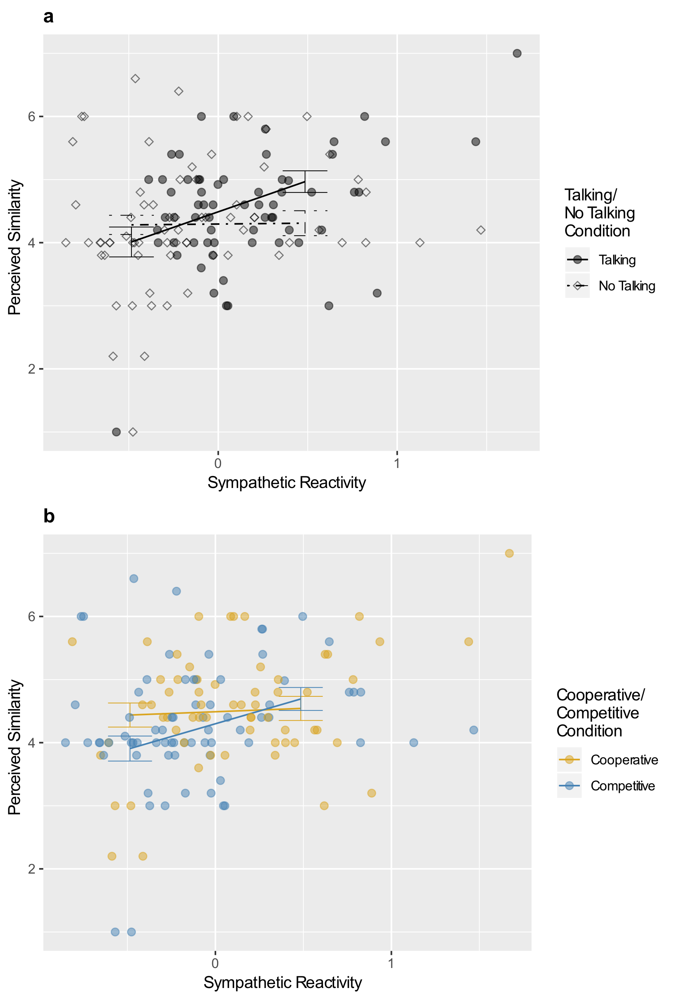 a
Perceived Similarity
6
4
2
0
1
Sympathetic Reactivity
Talking/
No Talking
Condition
Talking
No Talking
b
Perceived Similarity
6
4
2
0
1
Sympathetic Reactivity
Cooperative/
Competitive
Condition
Cooperative
Competitive